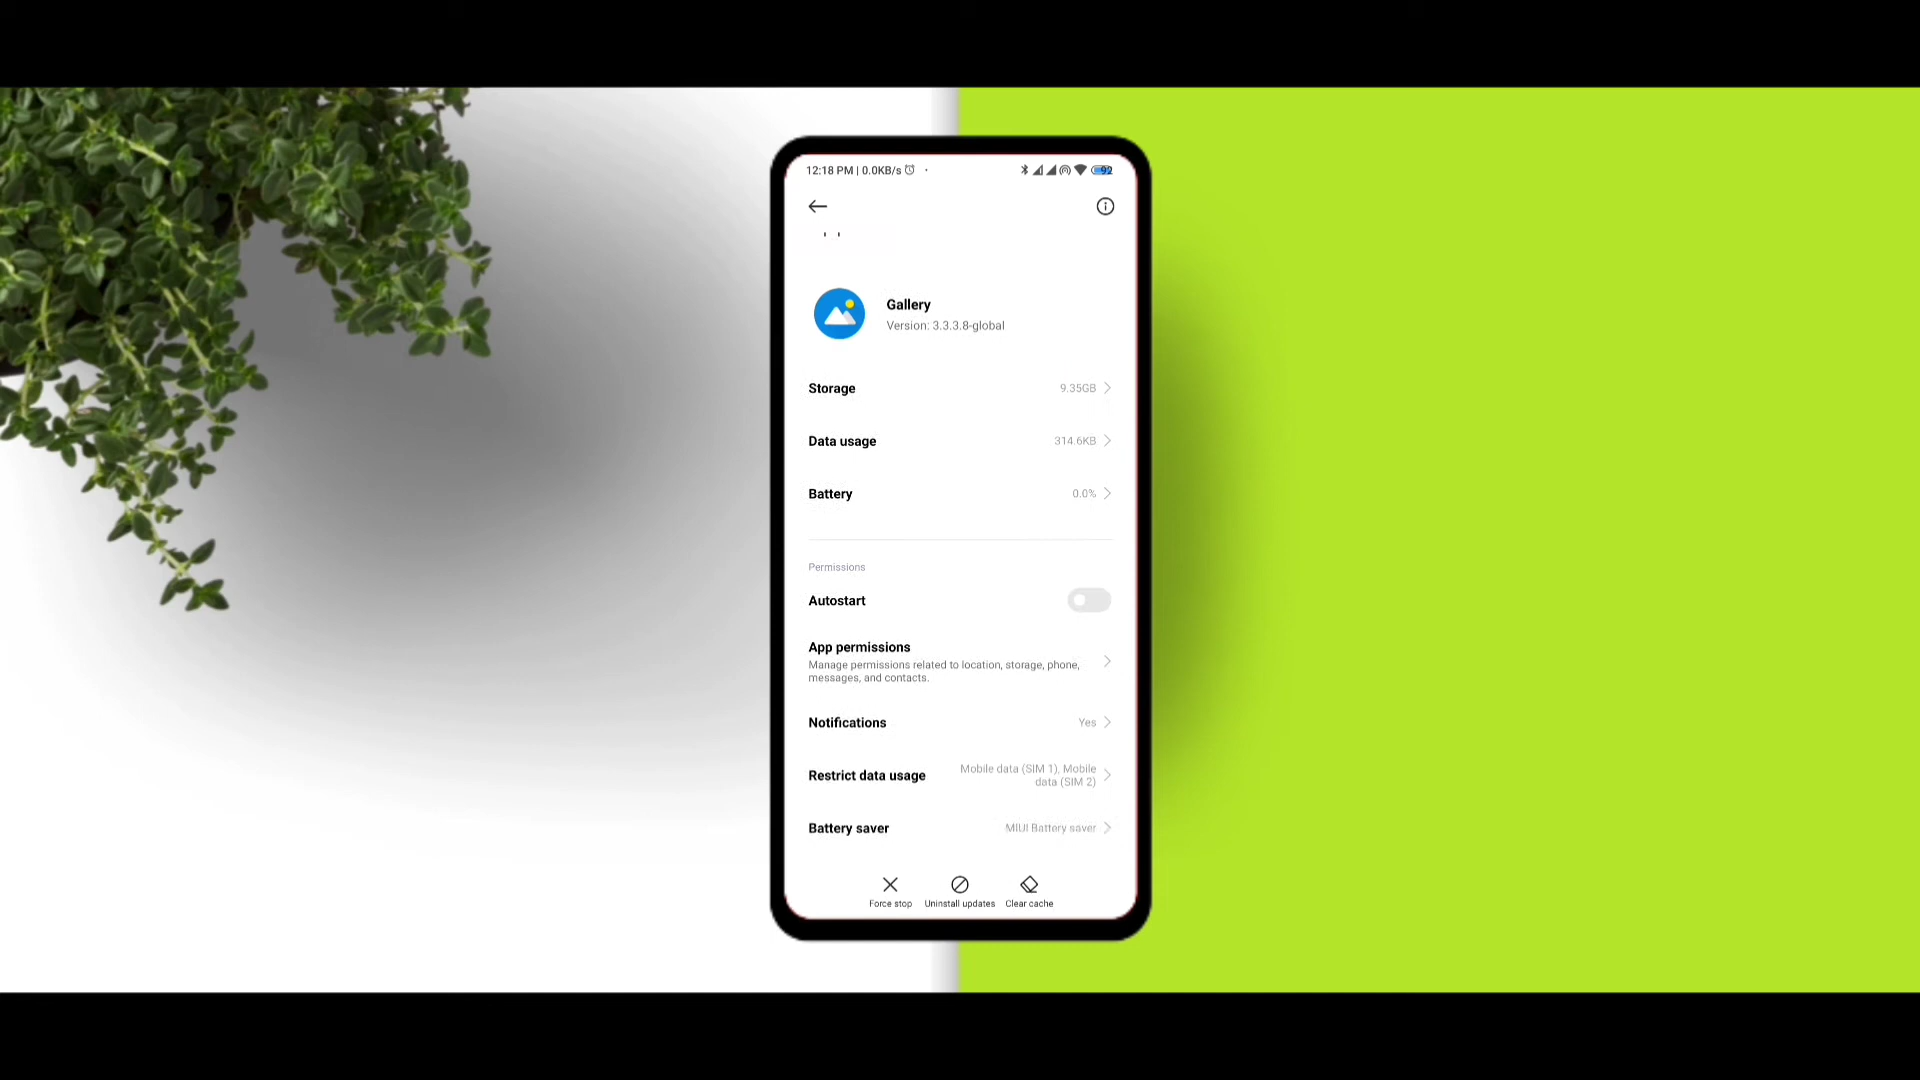 12:18 PM | 0.0KB/s
92
Gallery
Version: 3.3.3.8-global
Storage 9.35GB
Data usage 314.6KB
Battery 0.0%
Permissions
Autostart
App permissions
Manage permissions related to location, storage, phone,
messages, and contacts.
Notifications Yes
Restrict data usage Mobile data (SIM 1), Mobile
data (SIM 2)
Battery saver MIUI Battery saver
Force stop Uninstall updates Clear cache